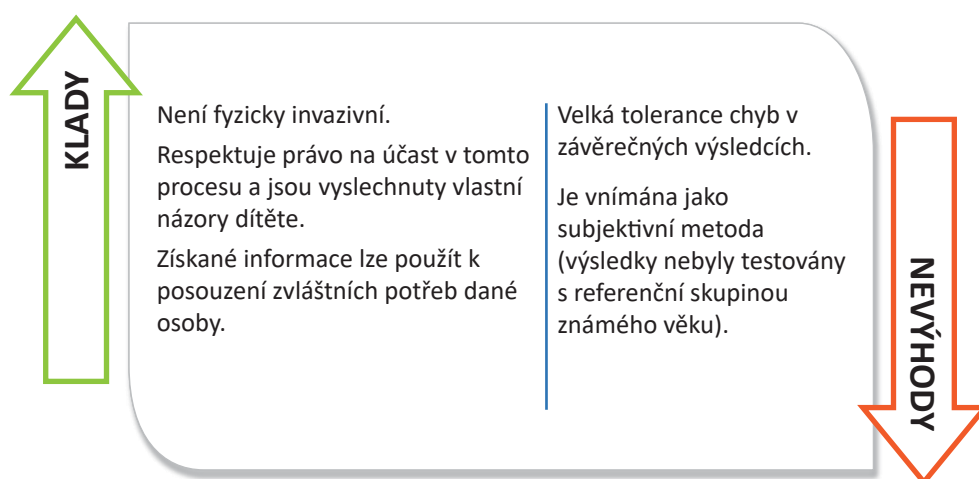 KLADY
Není fyzicky invazivní.
Respektuje právo na účast v tomto
procesu a jsou vyslechnuty vlastní
názory dítěte.
Získané informace lze použít k
posouzení zvláštních potřeb dané
osoby.
Velká tolerance chyb v
závěrečných výsledcích.
Je vnímána jako
subjektivní metoda
(výsledky nebyly testovány
s referenční skupinou
známého věku).
NEVÝHODY